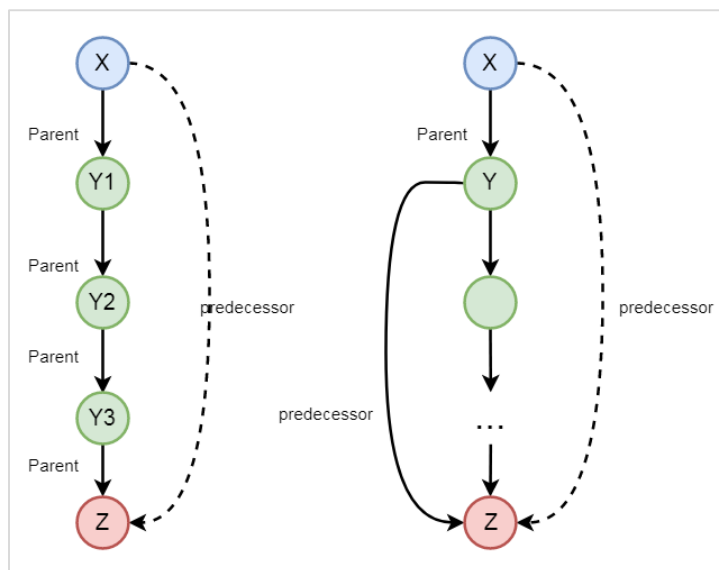 X
Parent
Y1
Parent
Y2
predecessor
Parent
Y3
Parent
Z
X
Parent
Y
predecessor
predecessor
...
Z